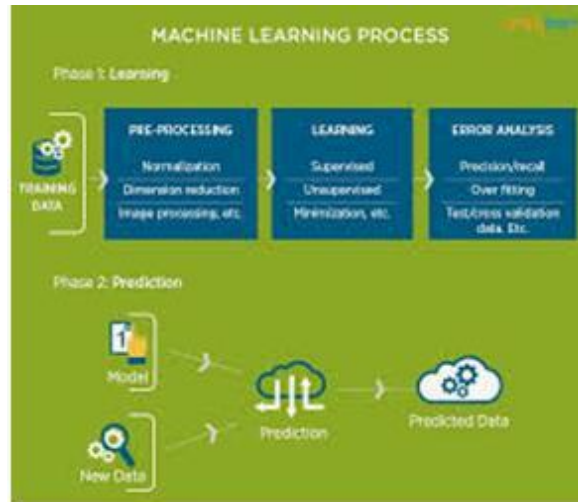 MACHINE LEARNING PROCESS
Phase 1: Learning
TRAINING
DATA
PRE-PROCESSING
Normalization
Dimension reduction
Image processing, etc.
LEARNING
Supervised
Unsupervised
Minimization, etc.
ERROR ANALYSIS
Precision/recall
Over fitting
Test/cross validation
data. Etc.
Phase 2: Prediction
1
Model
New Data
Prediction
Predicted Data